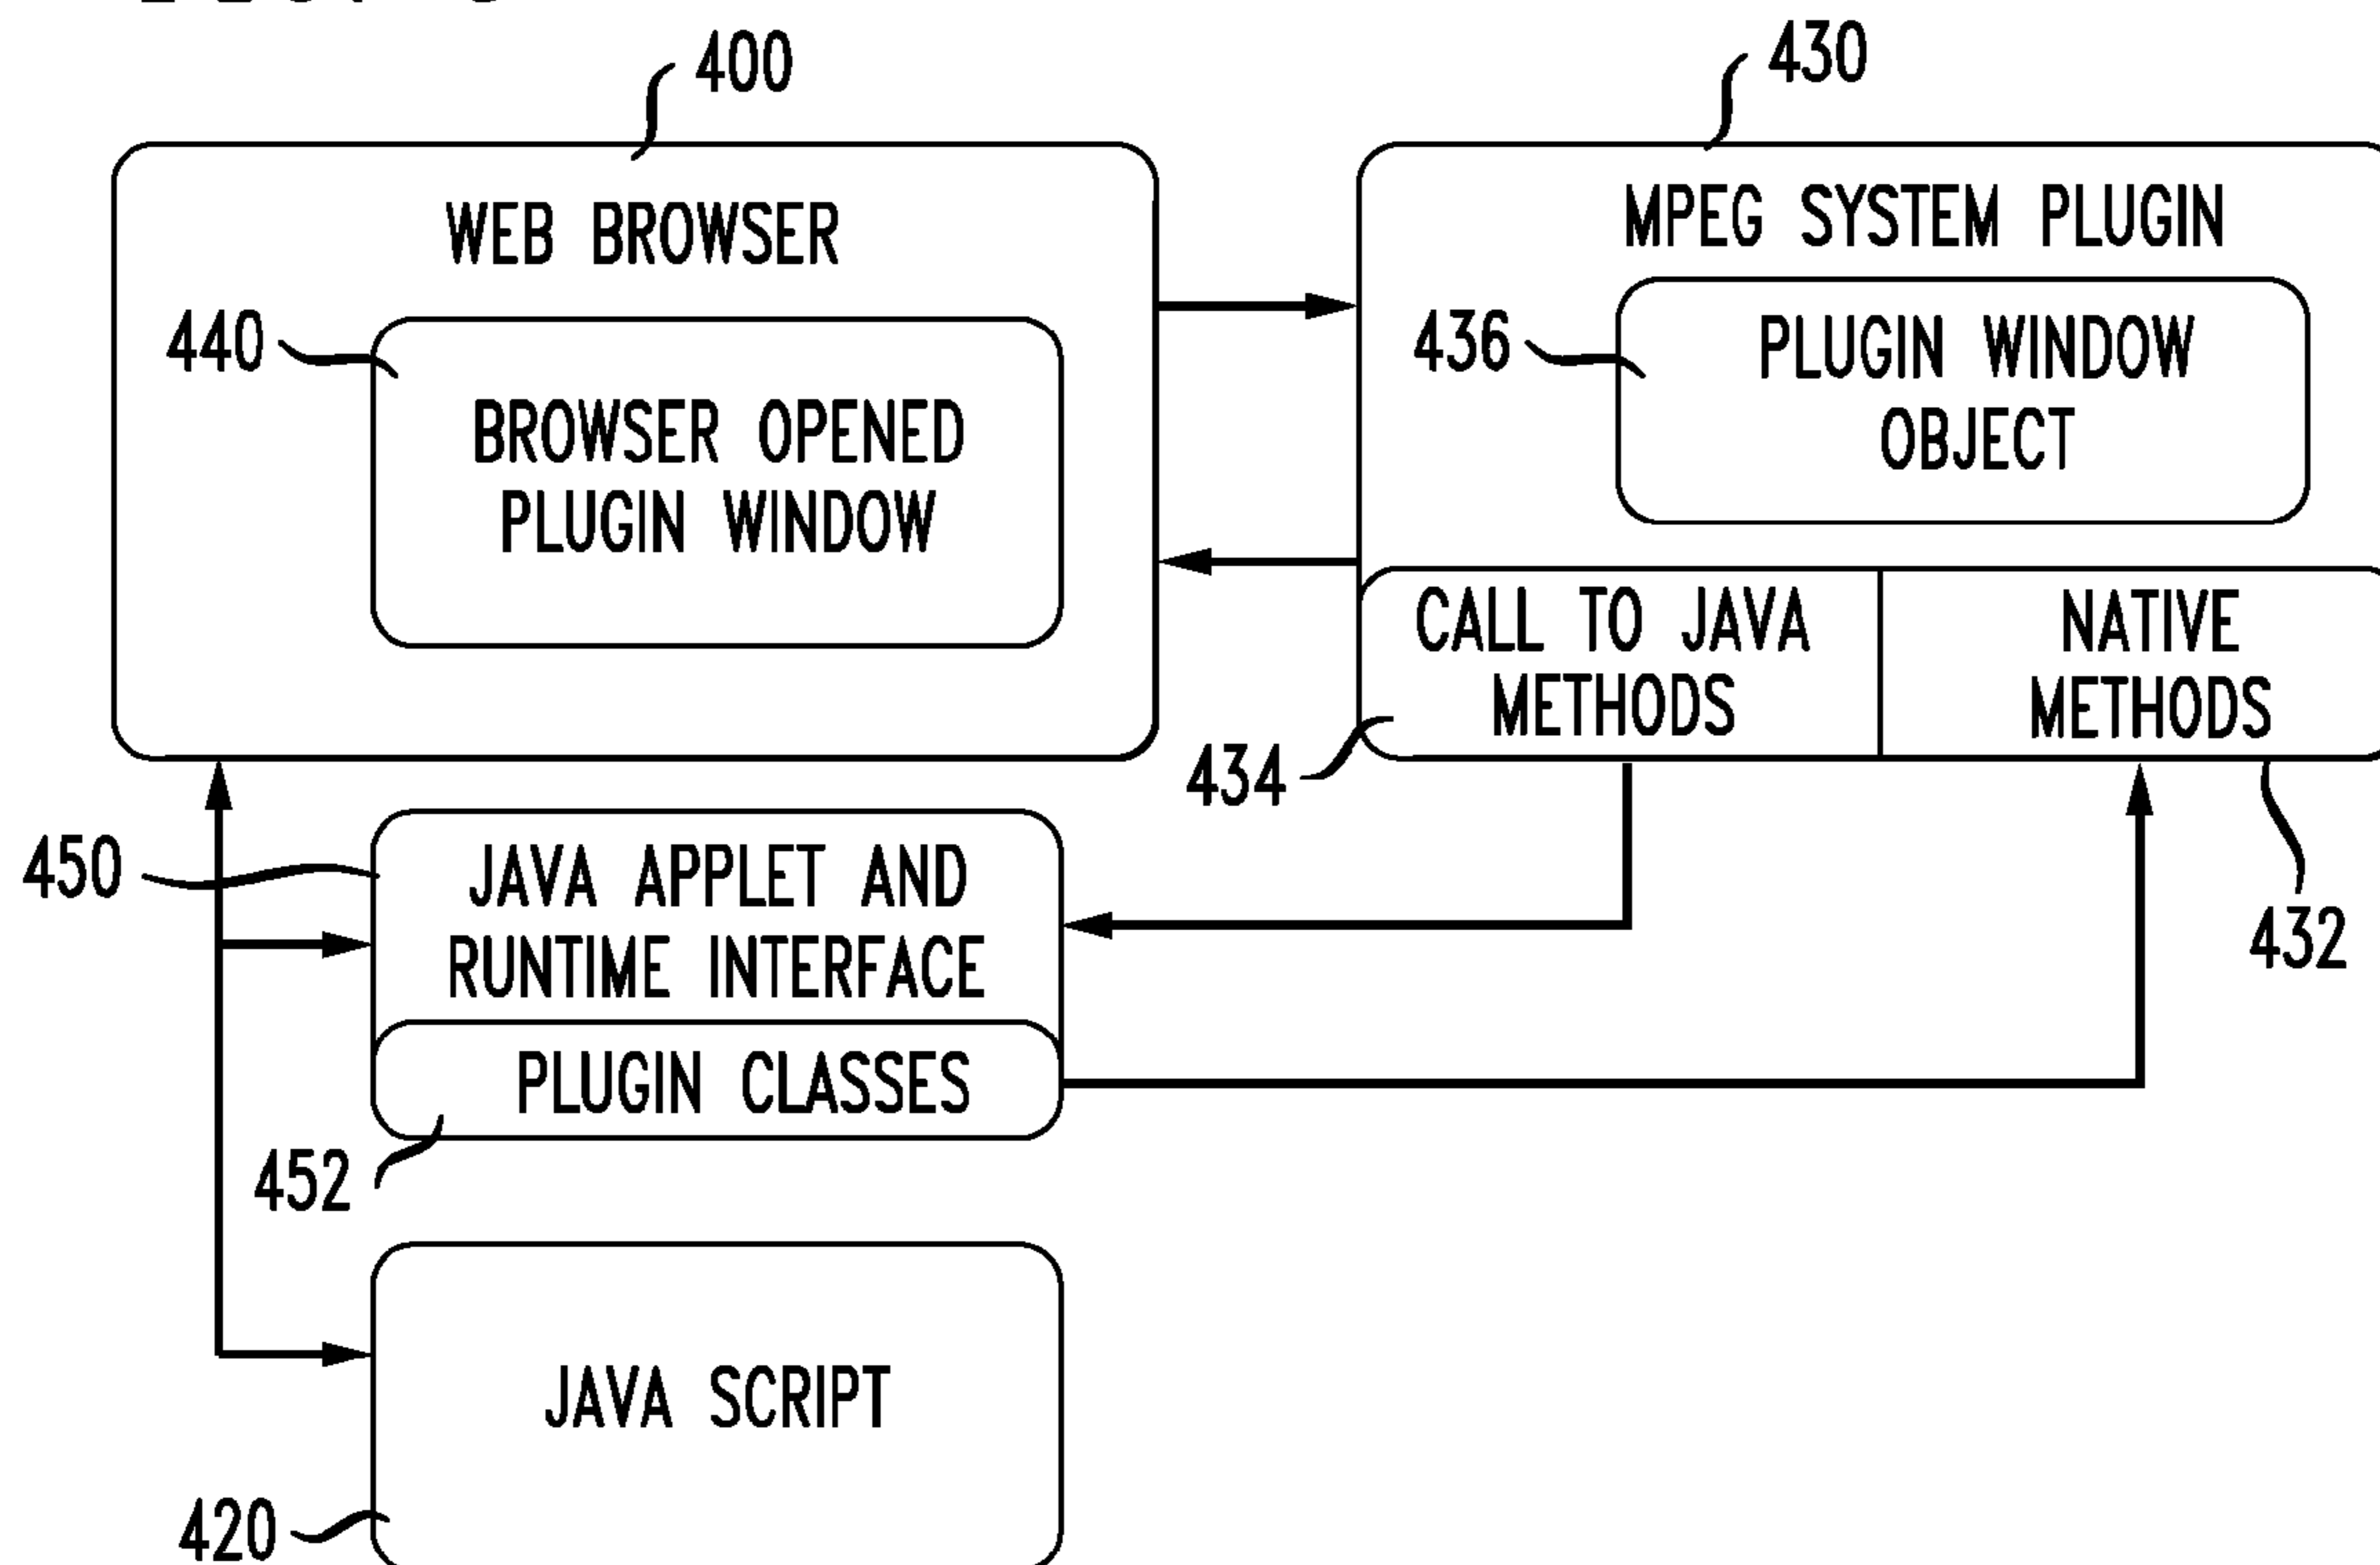 400
430
WEB BROWSER
MPEG SYSTEM PLUGIN
440
436
PLUGIN WINDOW
OBJECT
BROWSER OPENED
PLUGIN WINDOW
CALL TO JAVA
METHODS
NATIVE
METHODS
434
450
JAVA APPLET AND
RUNTIME INTERFACE
432
PLUGIN CLASSES
452
JAVA SCRIPT
420